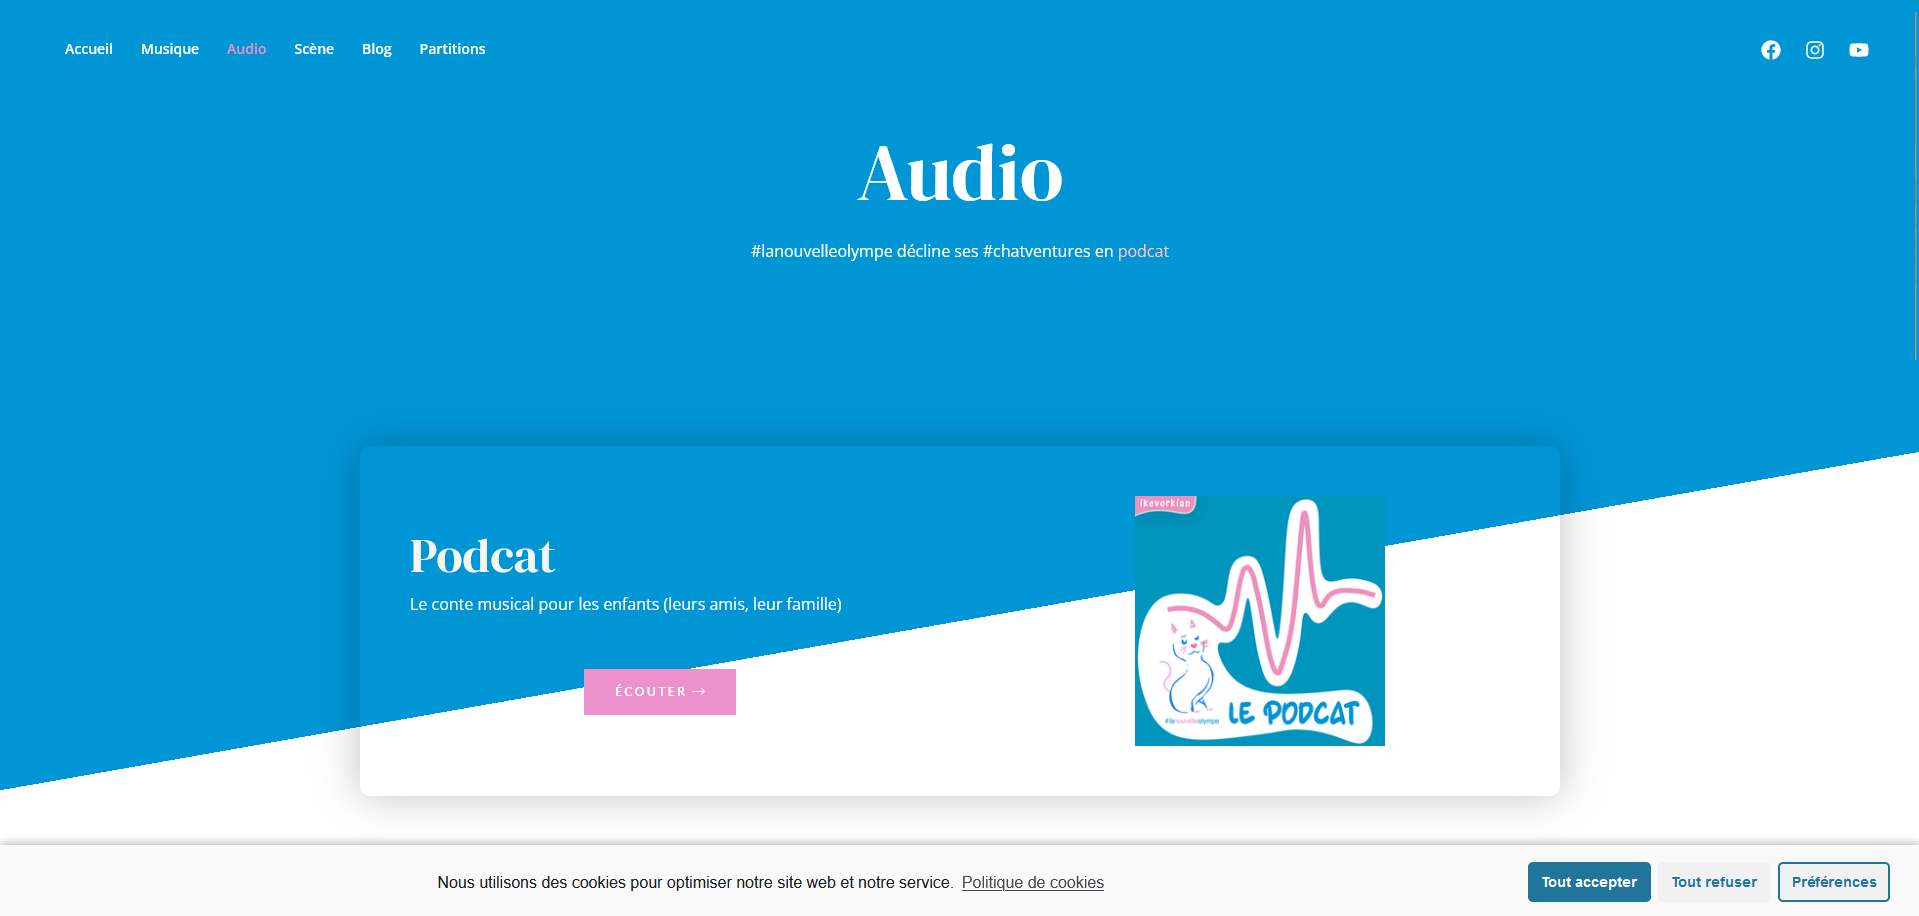 Accueil Musique Audio Scène Blog Partitions
Audio
#lanouvelleolympe décline ses #chatventures en podcat
Podcat
Le conte musical pour les enfants (leurs amis, leur famille)
ÉCOUTER →
ikevorkian
#lanouvelleolympe
LE PODCAT
Nous utilisons des cookies pour optimiser notre site web et notre service. Politique de cookies
Tout accepter Tout refuser Préférences